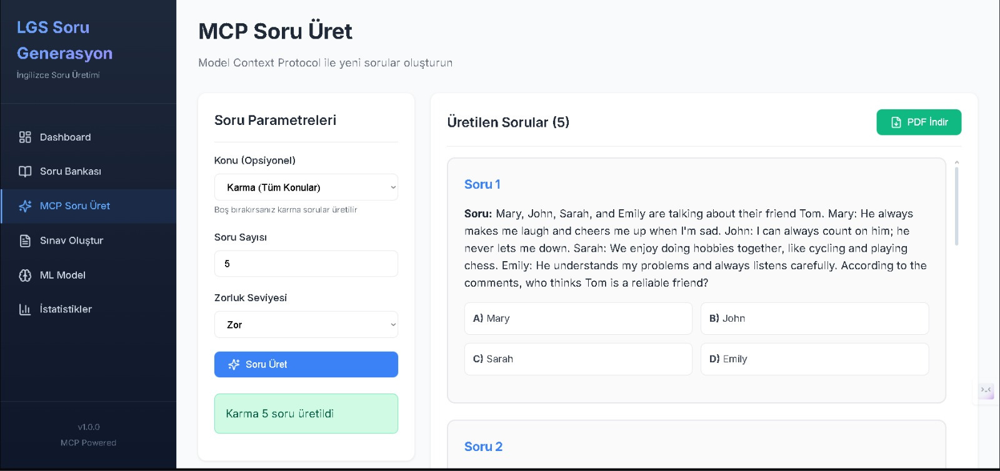 LGS Soru
Generasyon
İngilizce Soru Üretimi
Dashboard
Soru Bankası
MCP Soru Üret
Sınav Oluştur
ML Model
İstatistikler
v1.0.0
MCP Powered
MCP Soru Üret
Model Context Protocol ile yeni sorular oluşturun
Soru Parametreleri
Konu (Opsiyonel)
Karma (Tüm Konular)
Boş bırakırsanız karma sorular üretilir
Soru Sayısı
5
Zorluk Seviyesi
Zor
Soru Üret
Karma 5 soru üretildi
Üretilen Sorular (5)
PDF İndir
Soru 1
Soru: Mary, John, Sarah, and Emily are talking about their friend Tom. Mary: He always
makes me laugh and cheers me up when I'm sad. John: I can always count on him; he
never lets me down. Sarah: We enjoy doing hobbies together, like cycling and playing
chess. Emily: He understands my problems and always listens carefully. According to the
comments, who thinks Tom is a reliable friend?
A) Mary
B) John
C) Sarah
D) Emily
Soru 2